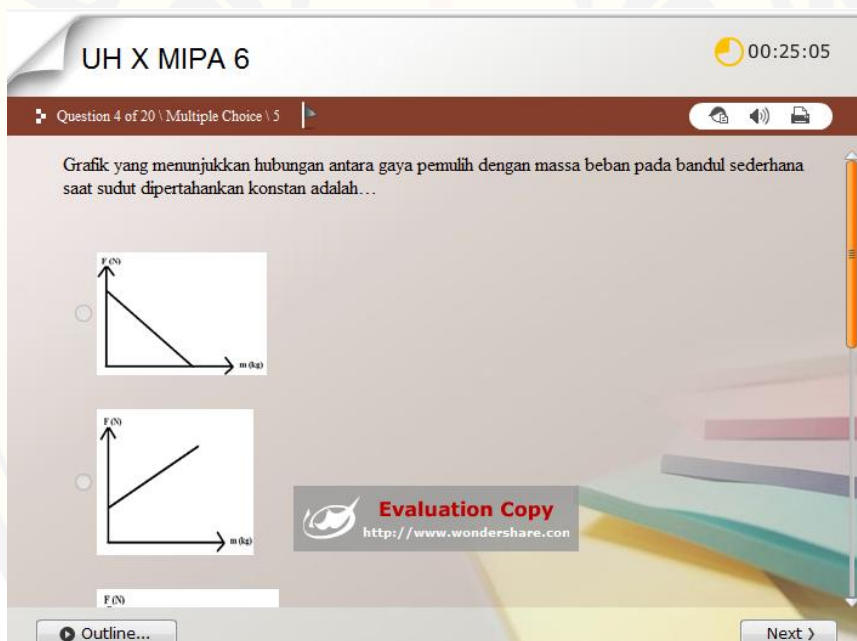 UH X MIPA 6
00:25:05
Question 4 of 20 \ Multiple Choice \ 5
Grafik yang menunjukkan hubungan antara gaya pemulih dengan massa beban pada bandul sederhana
saat sudut dipertahankan konstan adalah…
F (N)
m (kg)
F (N)
m (kg)
Evaluation Copy
http://www.wondershare.com
F (N)
Outline...
Next